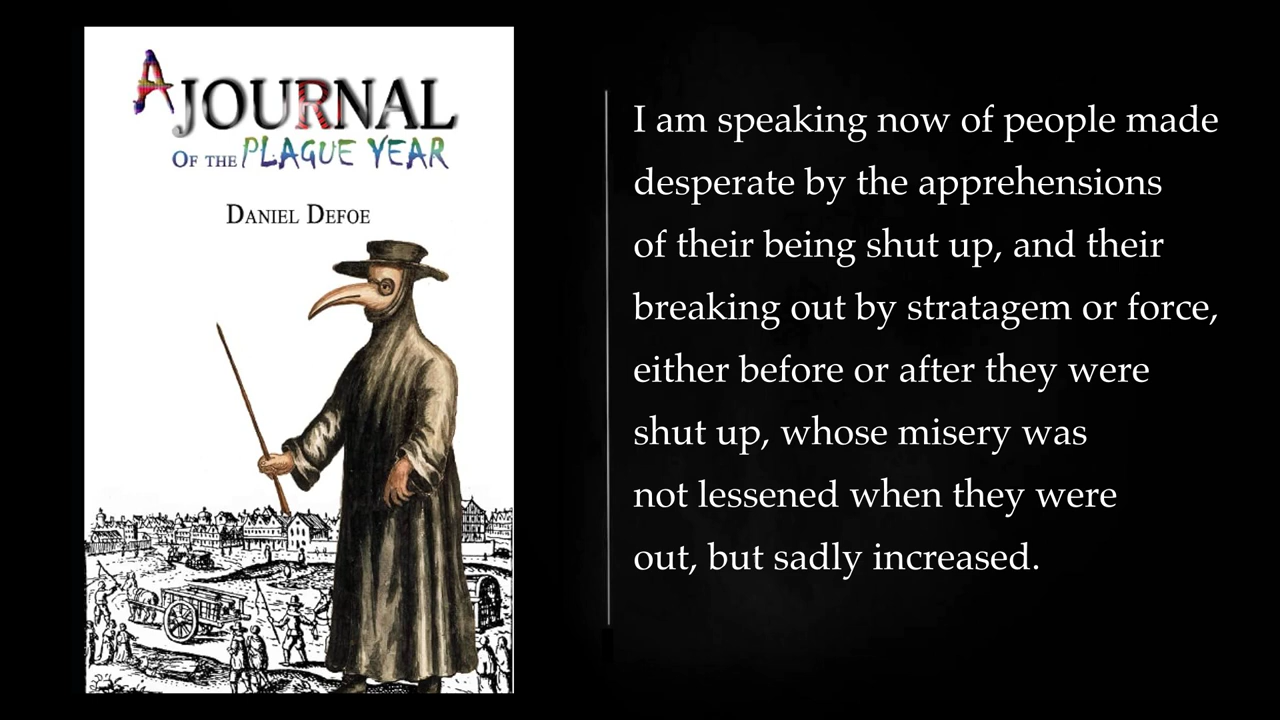 A JOURNAL
OF THE PLAGUE YEAR
DANIEL DEFOE
I am speaking now of people made
desperate by the apprehensions
of their being shut up, and their
breaking out by stratagem or force,
either before or after they were
shut up, whose misery was
not lessened when they were
out, but sadly increased.